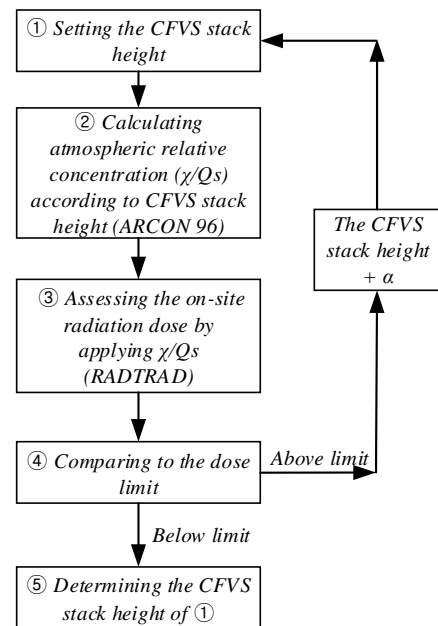 ① Setting the CFVS stack
height
② Calculating
atmospheric relative
concentration (χ/Qs)
according to CFVS stack
height (ARCON 96)
The CFVS
stack height
+ α
③ Assessing the on-site
radiation dose by
applying χ/Qs
(RADTRAD)
④ Comparing to the dose
limit
Above limit
Below limit
⑤ Determining the CFVS
stack height of ①